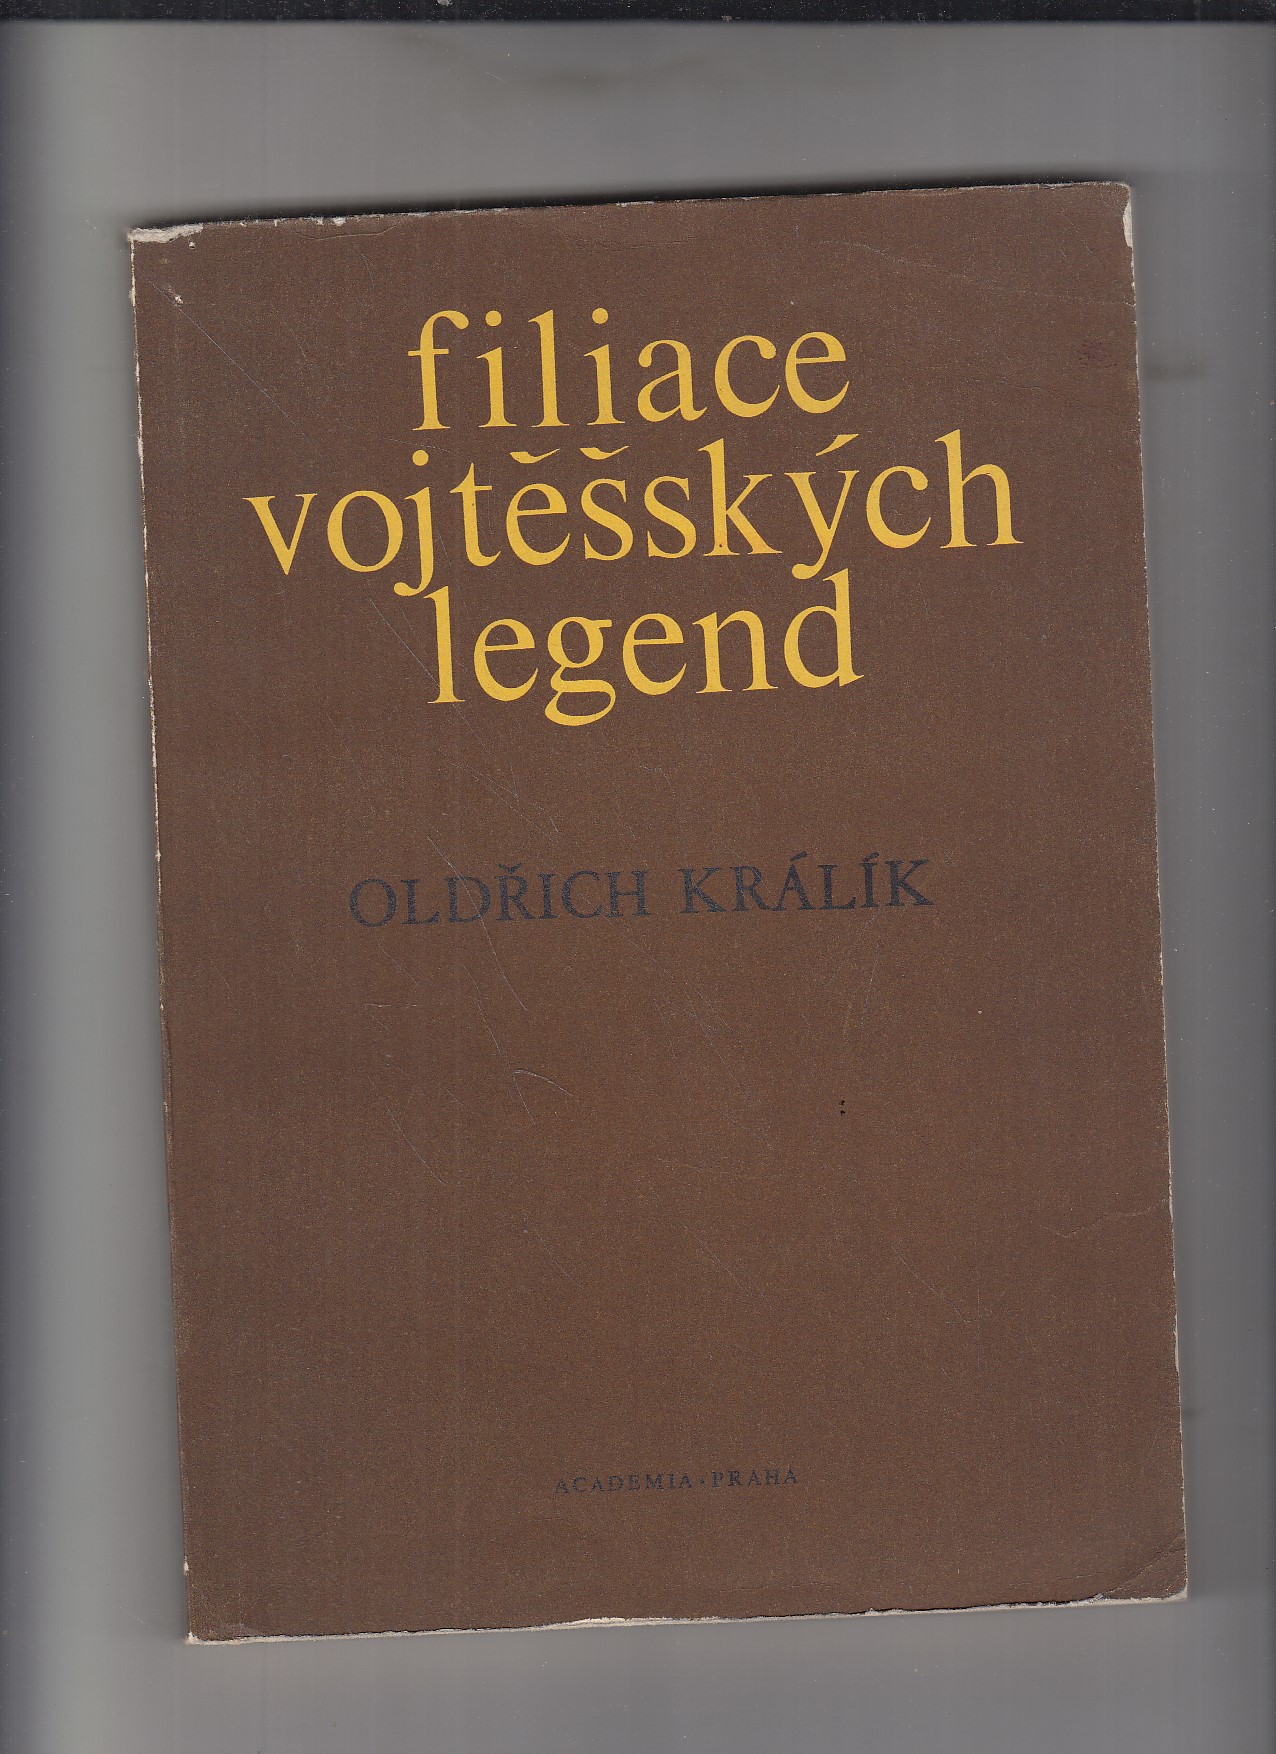 filiace
vojtěšských
legend
OLDŘICH KRÁLÍK
ACADEMIA • PRAHA